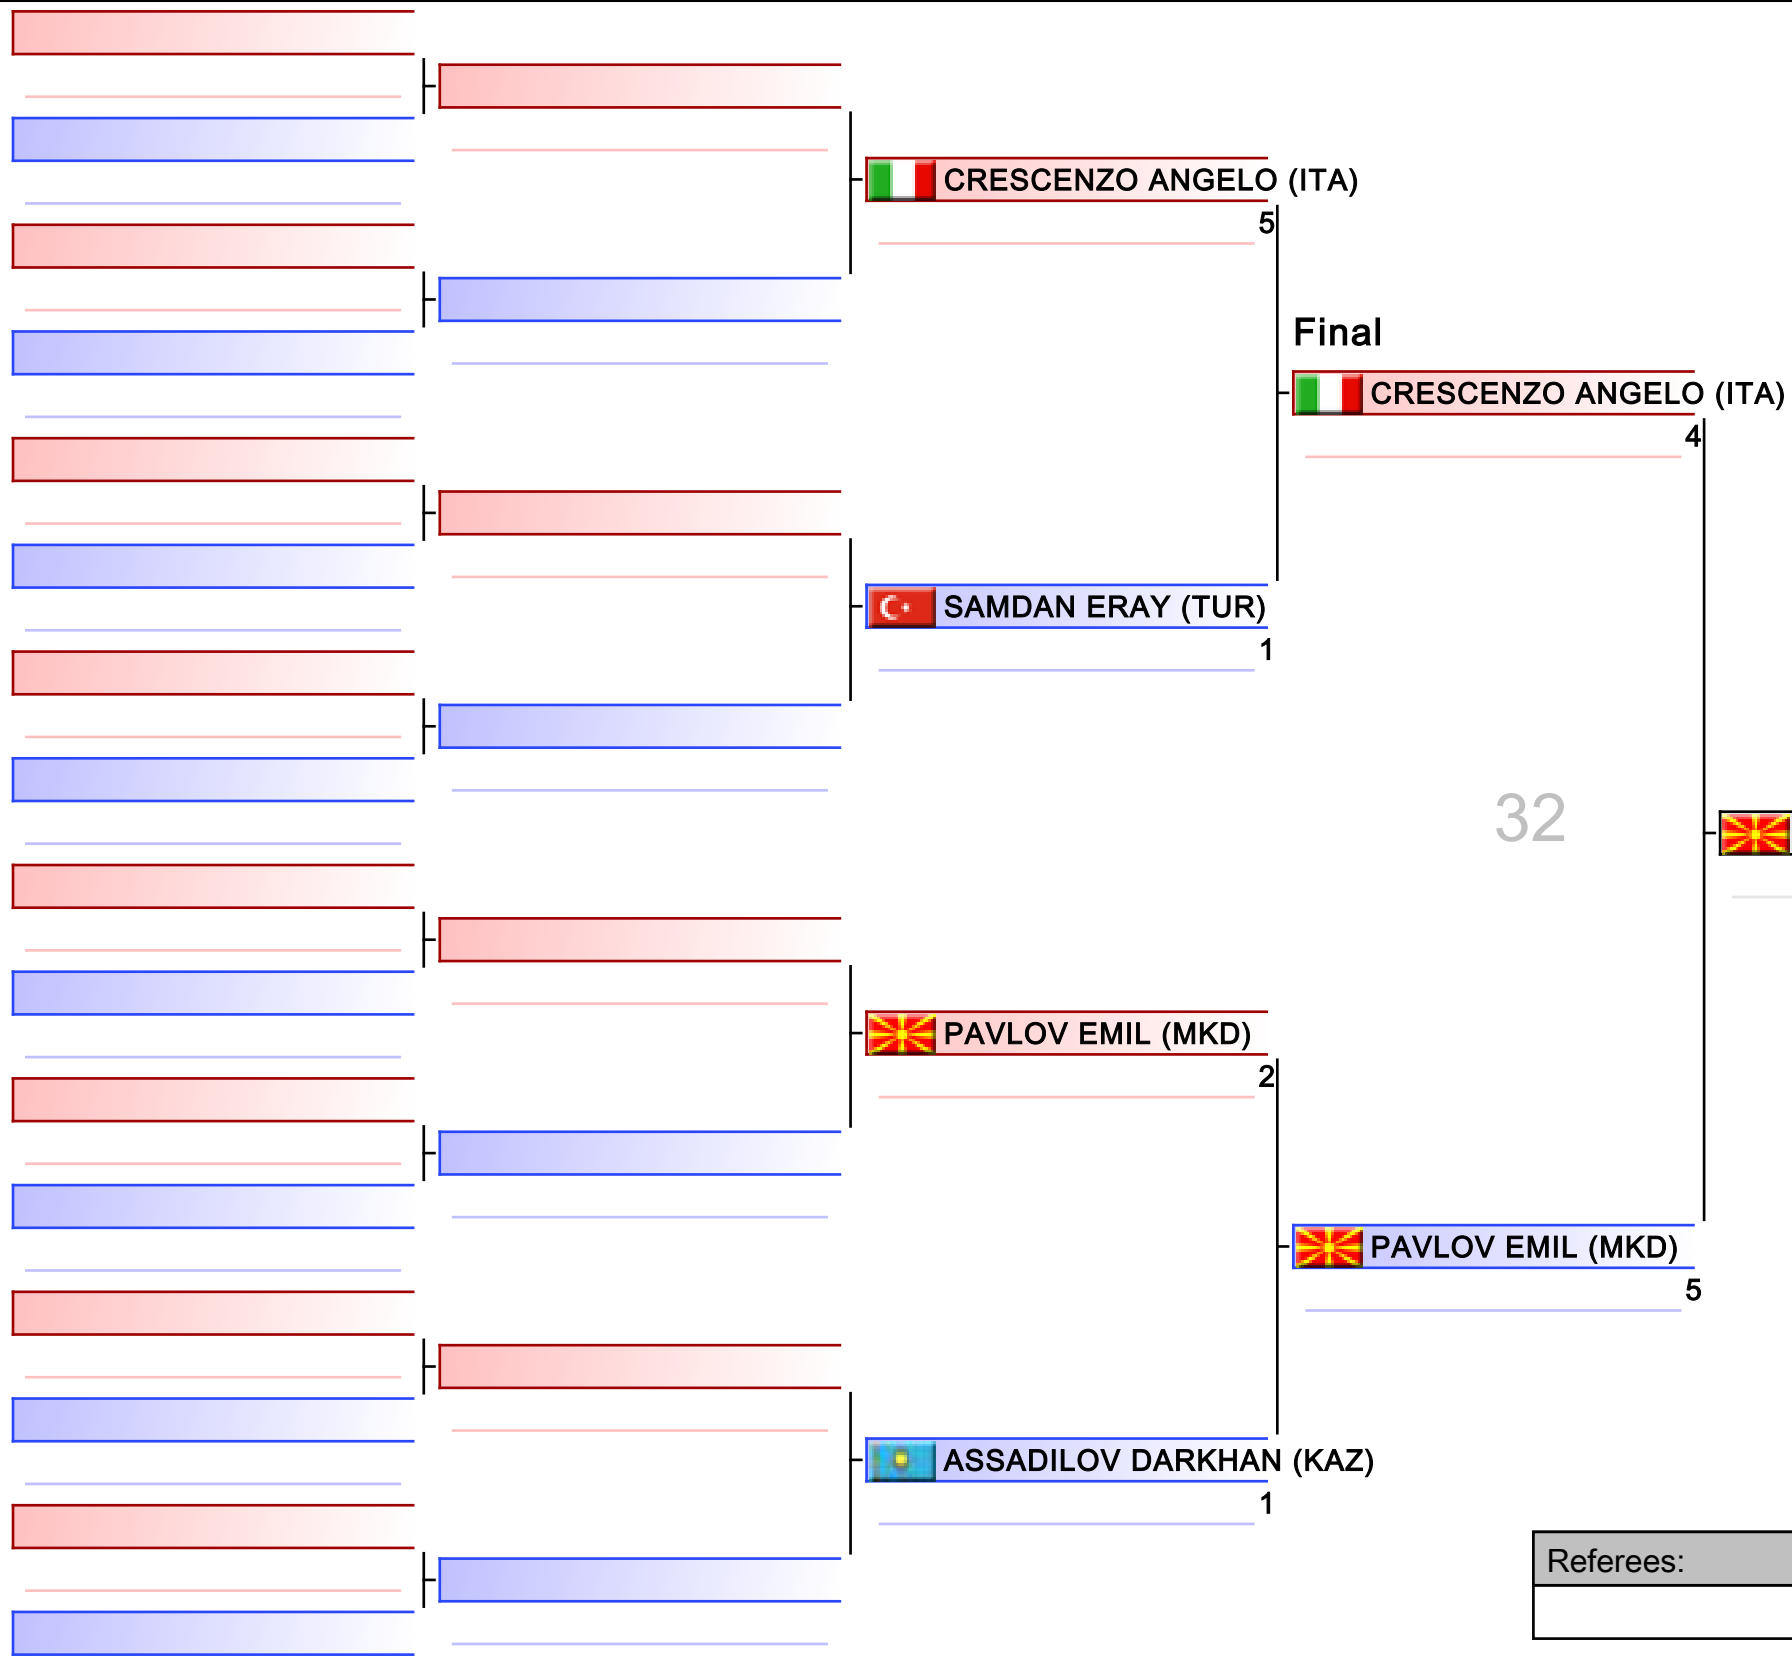 CRESCENZO ANGELO (ITA)
5
Final
CRESCENZO ANGELO (ITA)
4
SAMDAN ERAY (TUR)
1
32
PAVLOV EMIL (MKD)
2
PAVLOV EMIL (MKD)
5
ASSADILOV DARKHAN (KAZ)
1
Referees: